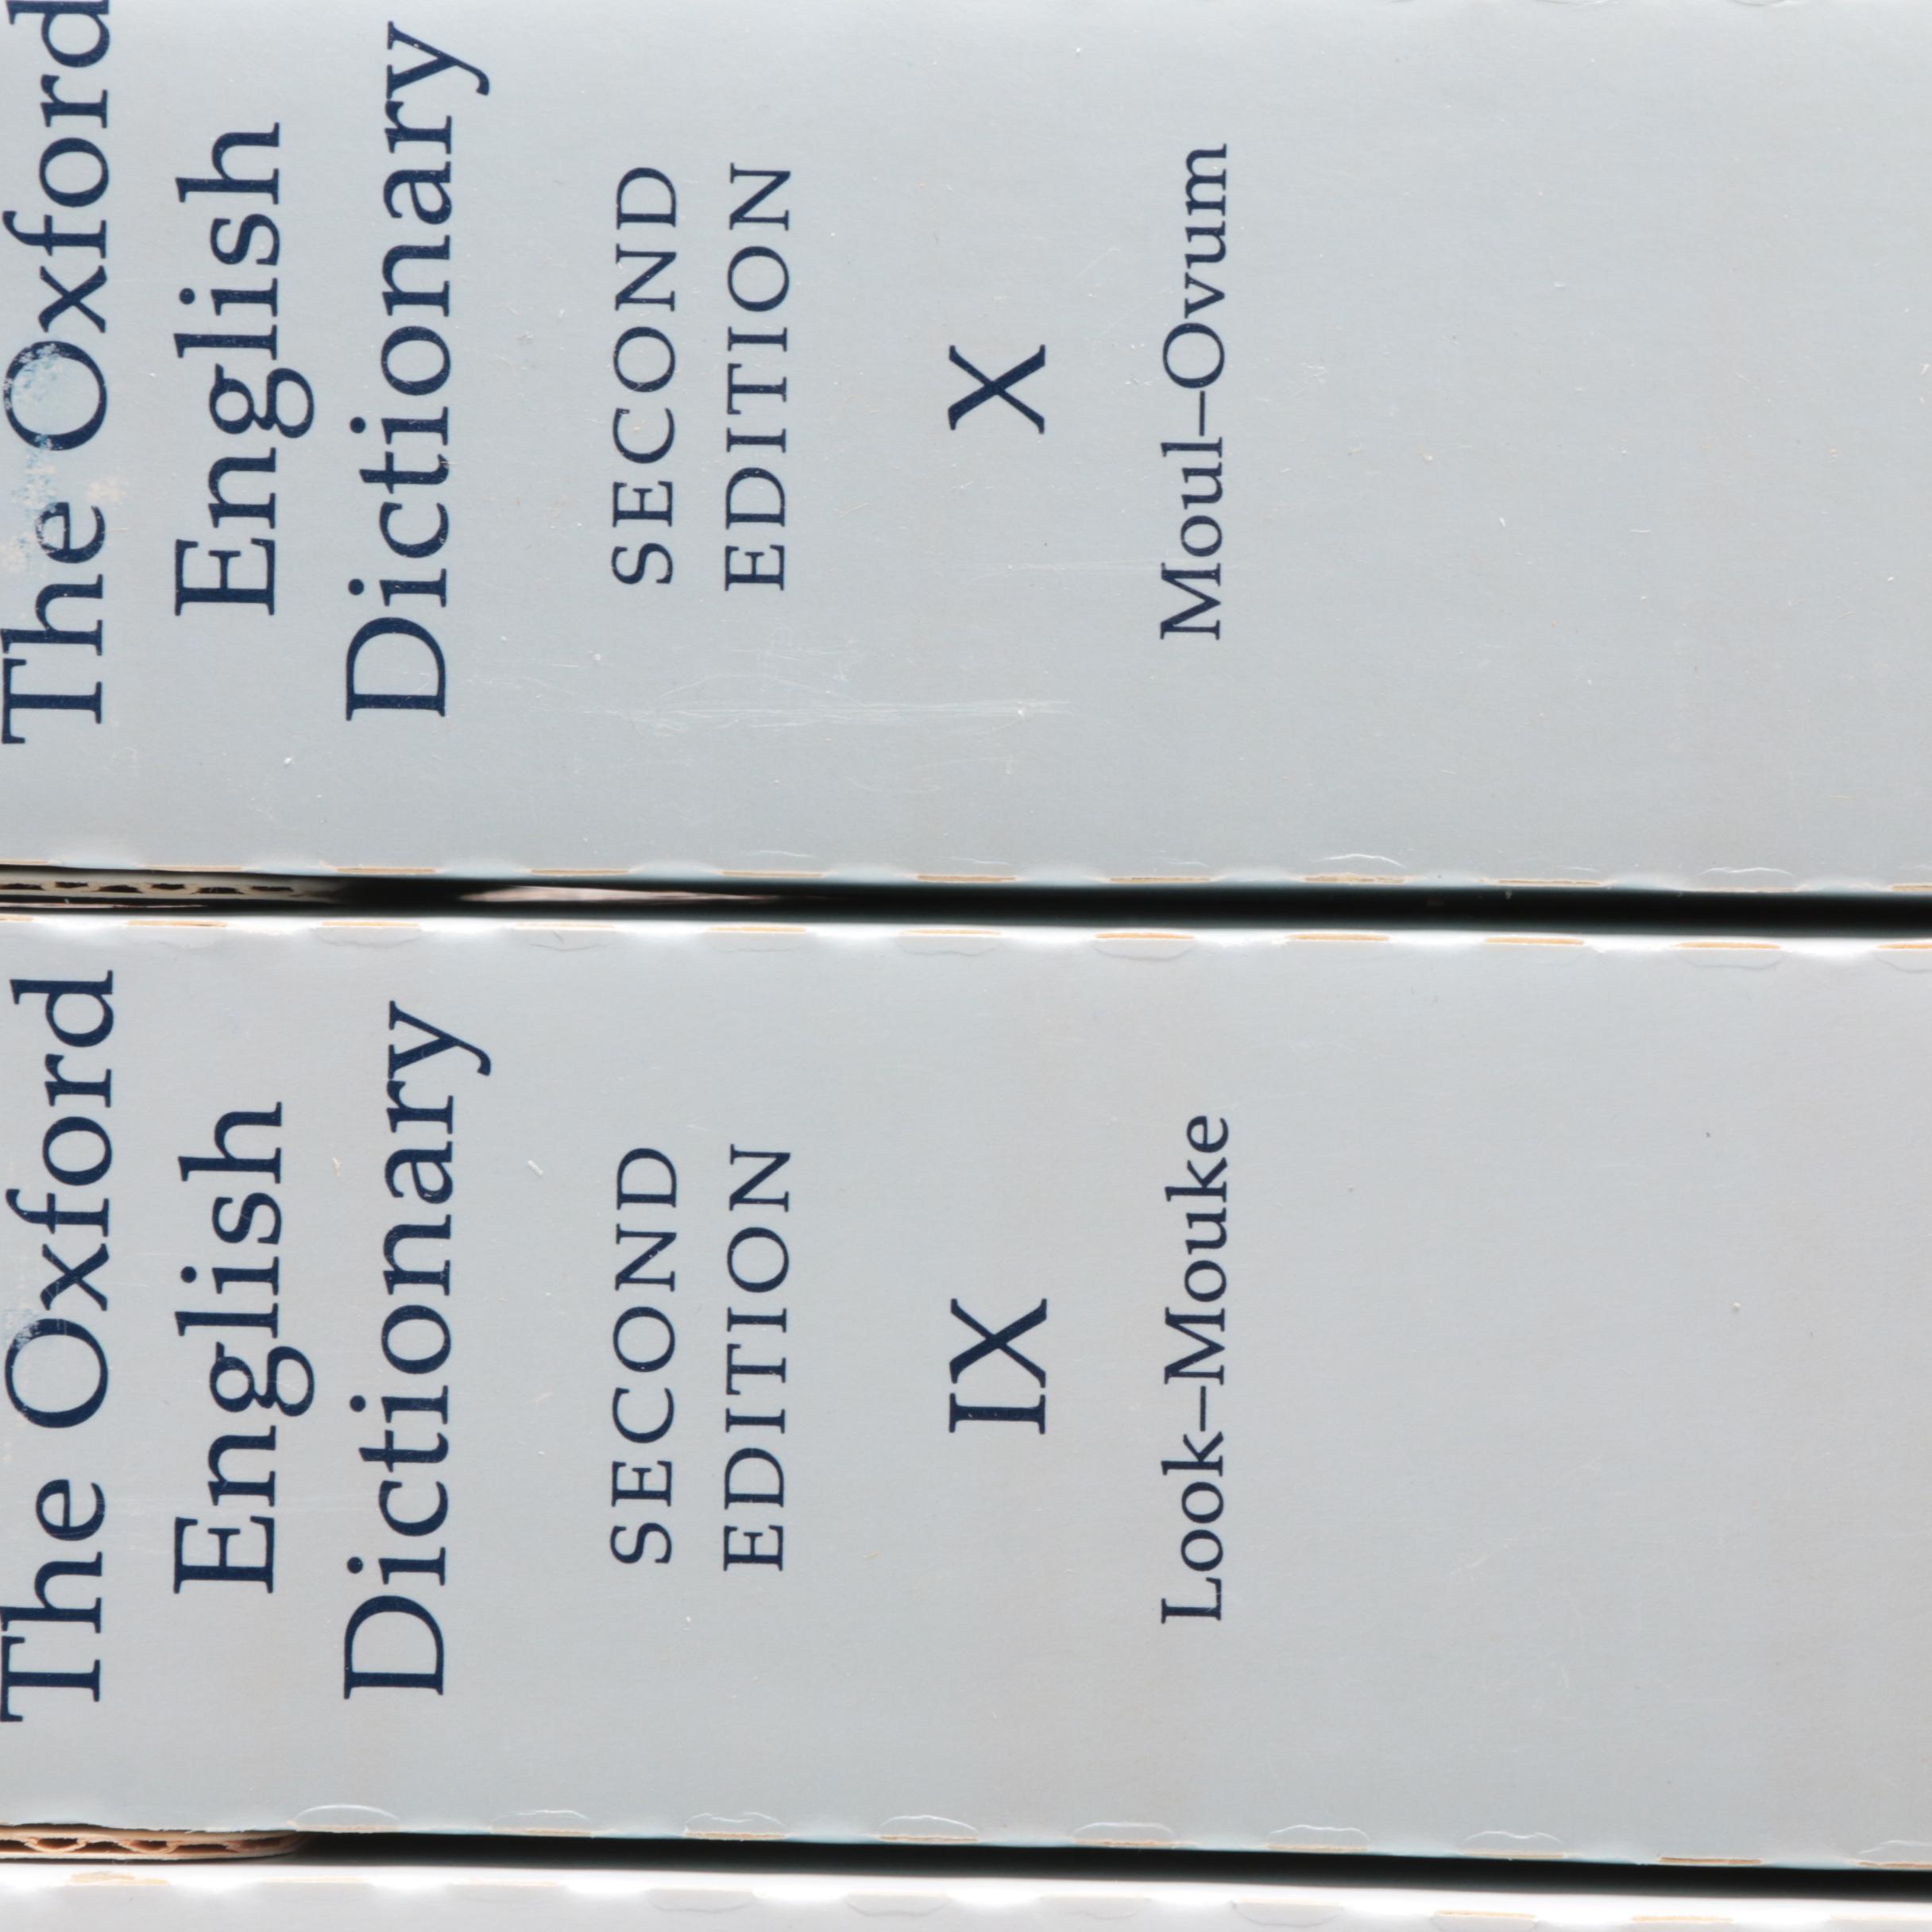 The Oxford
English
Dictionary
SECOND
EDITION
X
Moul–Ovum
The Oxford
English
Dictionary
SECOND
EDITION
IX
Look–Mouke